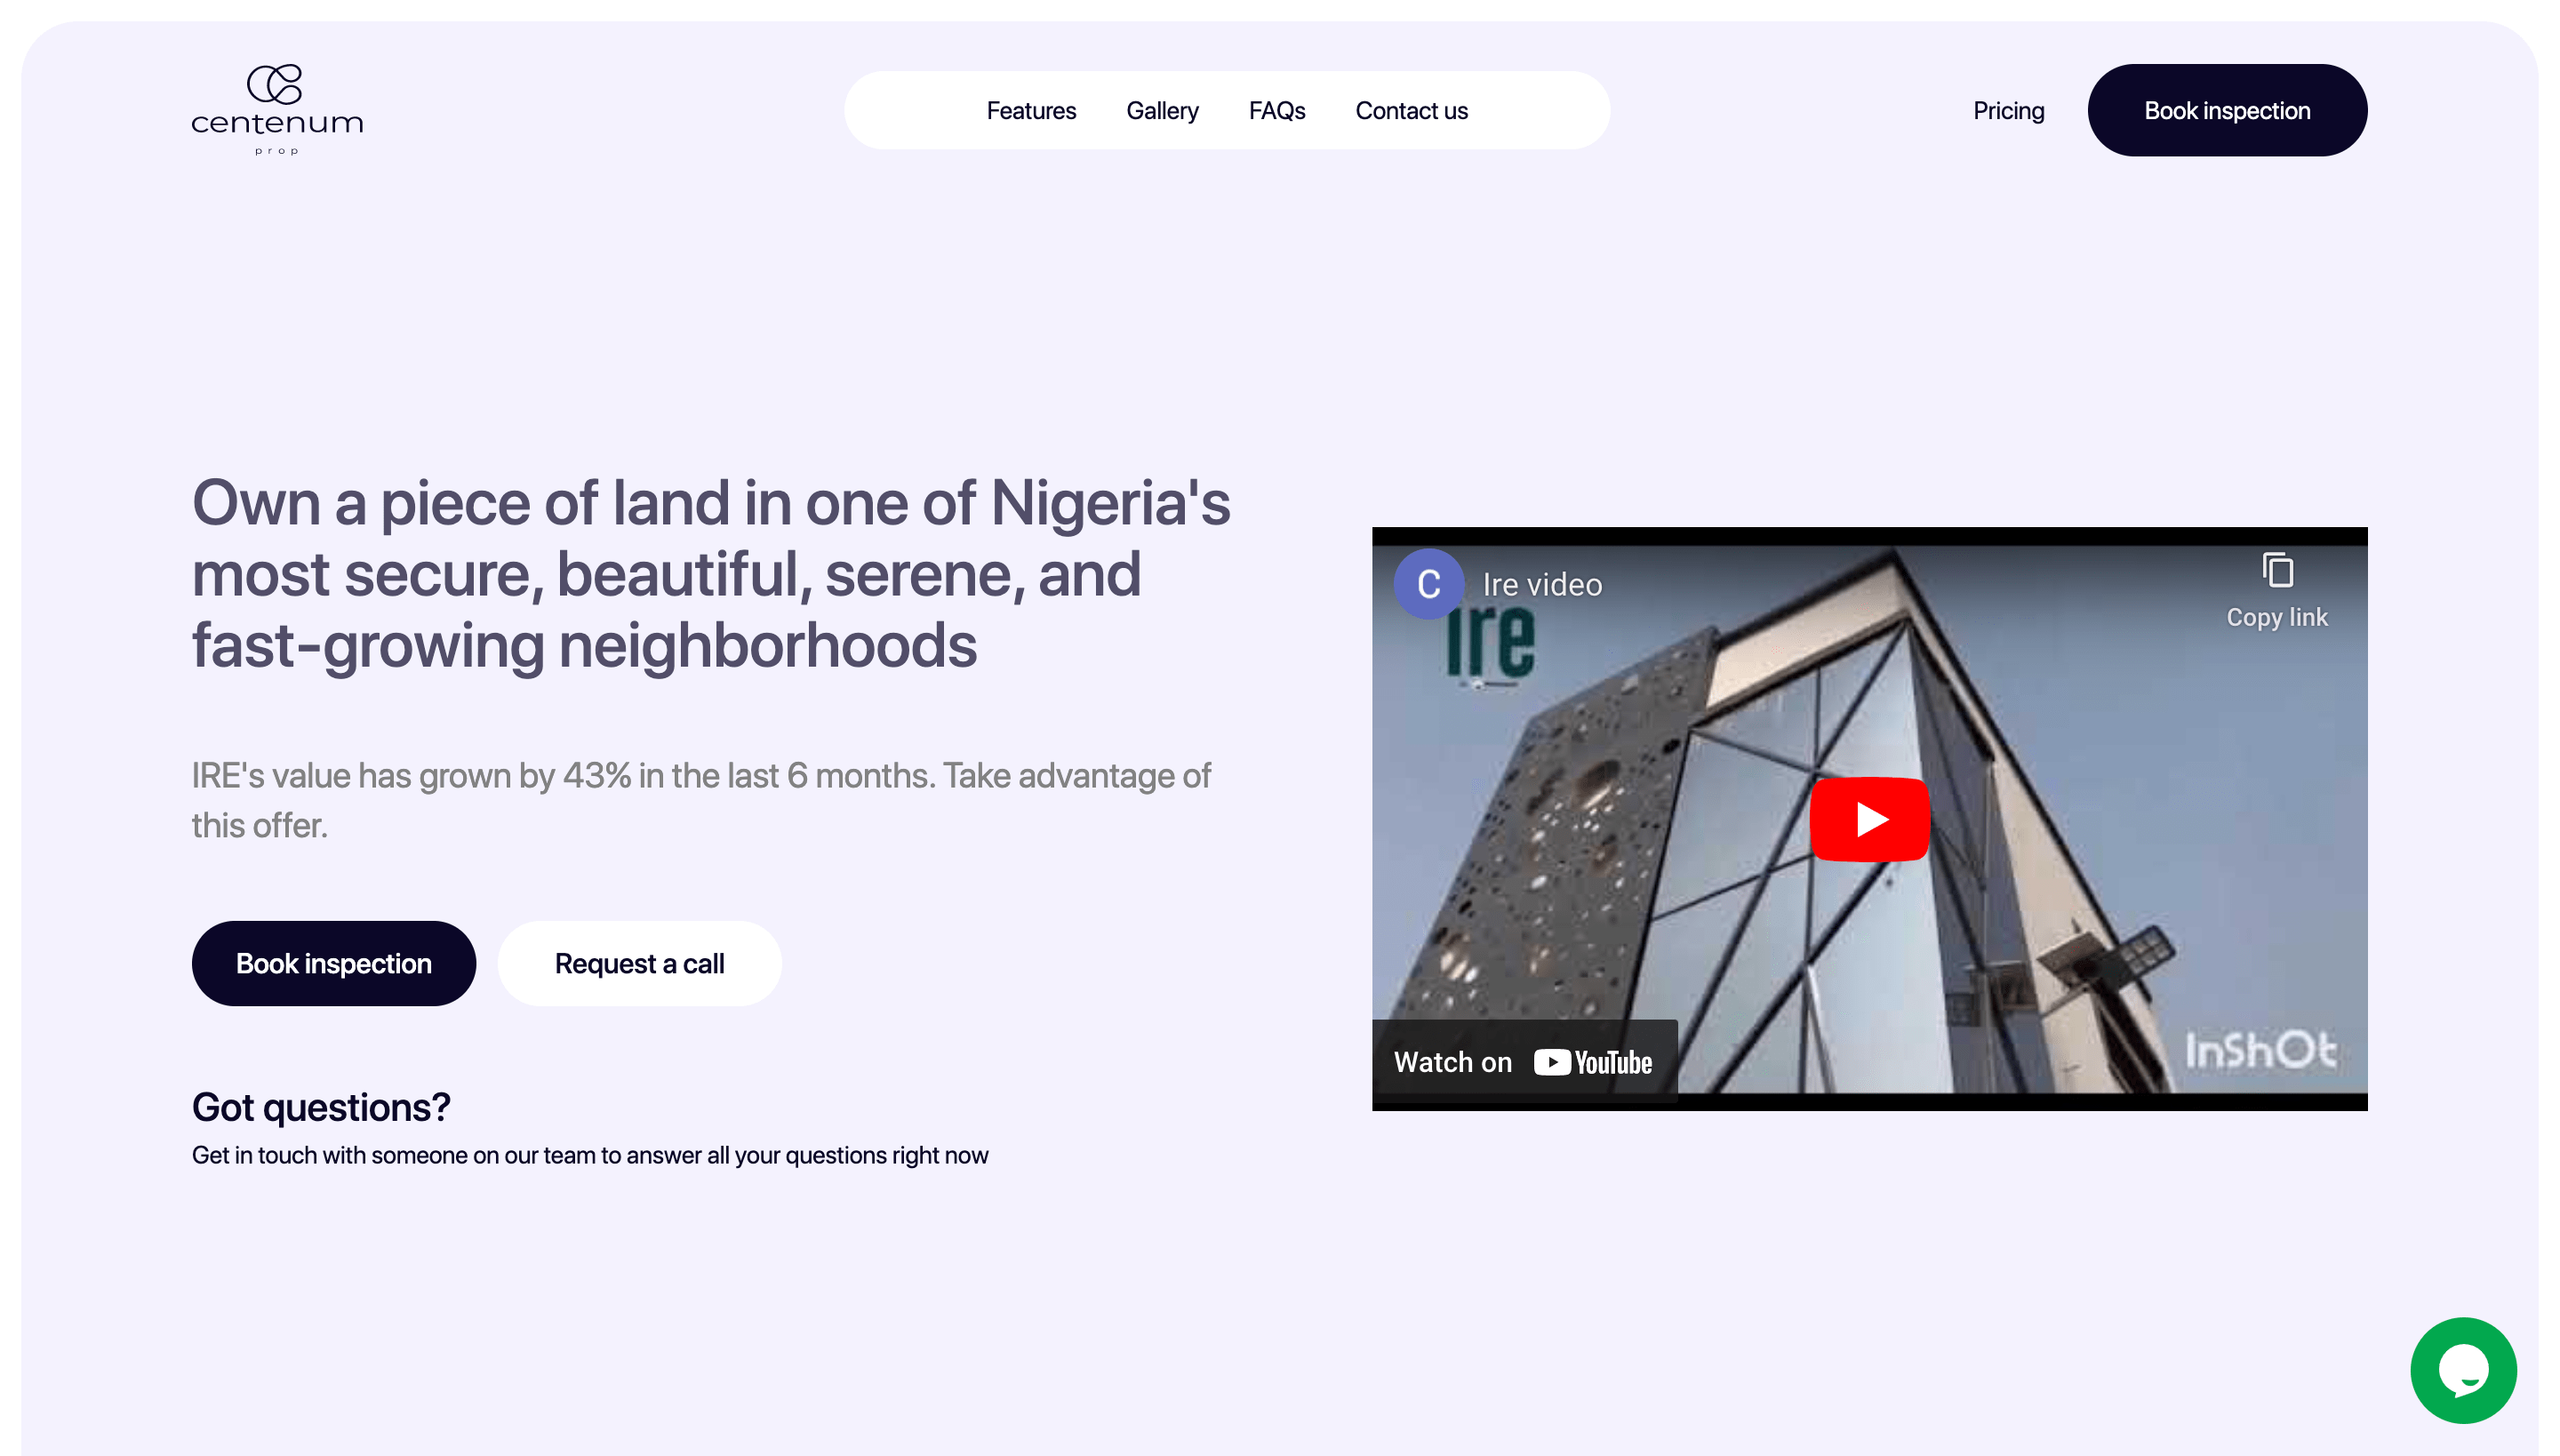 centenum
prop
Features
Gallery
FAQs
Contact us
Pricing
Book inspection
Own a piece of land in one of Nigeria's
most secure, beautiful, serene, and
fast-growing neighborhoods
IRE's value has grown by 43% in the last 6 months. Take advantage of
this offer.
Book inspection
Request a call
Got questions?
Get in touch with someone on our team to answer all your questions right now
C
Ire video
Copy link
ire
Watch on YouTube
InShOt